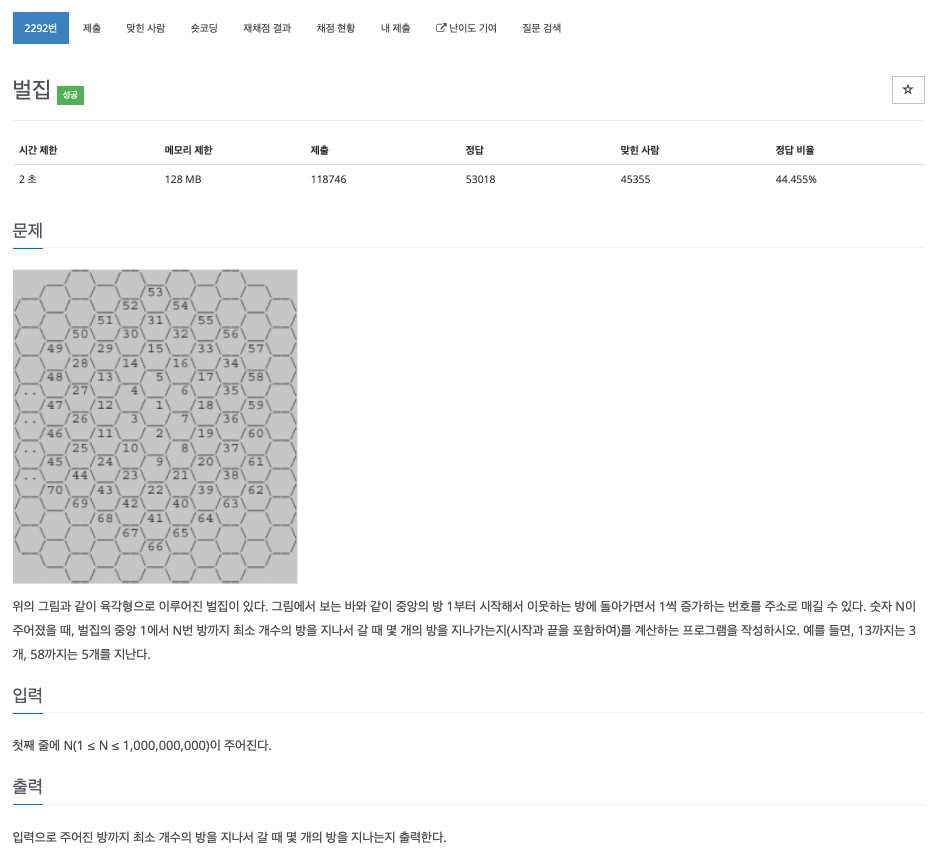 2292번 제출 맞힌 사람 숏코딩 재채점 결과 채점 현황 내 제출 난이도 기여 질문 검색
벌집 성공
시간 제한 메모리 제한 제출 정답 맞힌 사람 정답 비율
2 초 128 MB 118746 53018 45355 44.455%
문제
53
52 54
51 31 55
50 30 32 56
49 29 15 33 57
28 14 16 34
48 13 5 17 58
.. 27 4 6 35
47 12 1 18 59
.. 26 3 7 36
46 11 2 19 60
.. 25 10 8 37
45 24 9 20 61
.. 44 23 21 38
70 43 22 39 62
69 42 40 63
68 41 64
67 65
66
위의 그림과 같이 육각형으로 이루어진 벌집이 있다. 그림에서 보는 바와 같이 중앙의 방 1부터 시작해서 이웃하는 방에 돌아가면서 1씩 증가하는 번호를 주소로 매길 수 있다. 숫자 N이
주어졌을 때, 벌집의 중앙 1에서 N번 방까지 최소 개수의 방을 지나서 갈 때 몇 개의 방을 지나가는지(시작과 끝을 포함하여)를 계산하는 프로그램을 작성하시오. 예를 들면, 13까지는 3
개, 58까지는 5개를 지난다.
입력
첫째 줄에 N(1 ≤ N ≤ 1,000,000,000)이 주어진다.
출력
입력으로 주어진 방까지 최소 개수의 방을 지나서 갈 때 몇 개의 방을 지나는지 출력한다.